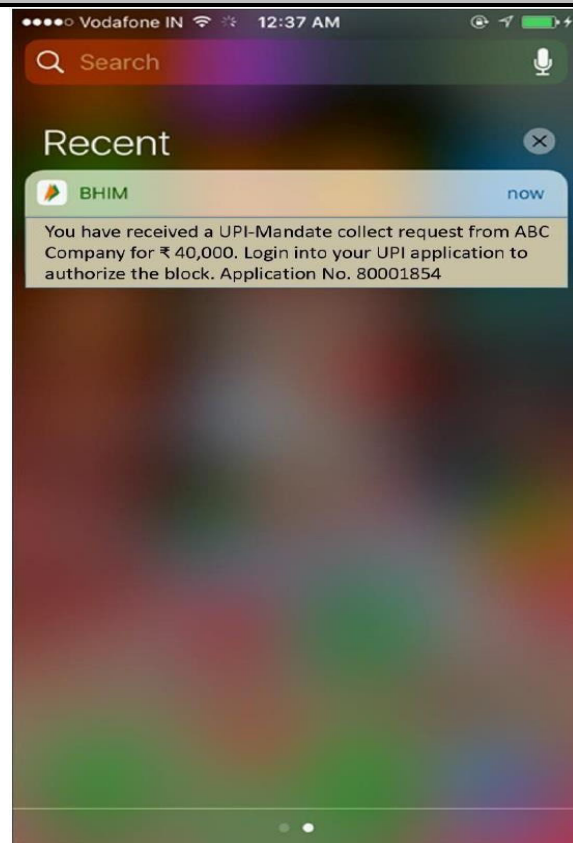 Vodafone IN 12:37 AM
Search
Recent
BHIM now
You have received a UPI-Mandate collect request from ABC
Company for ₹ 40,000. Login into your UPI application to
authorize the block. Application No. 80001854